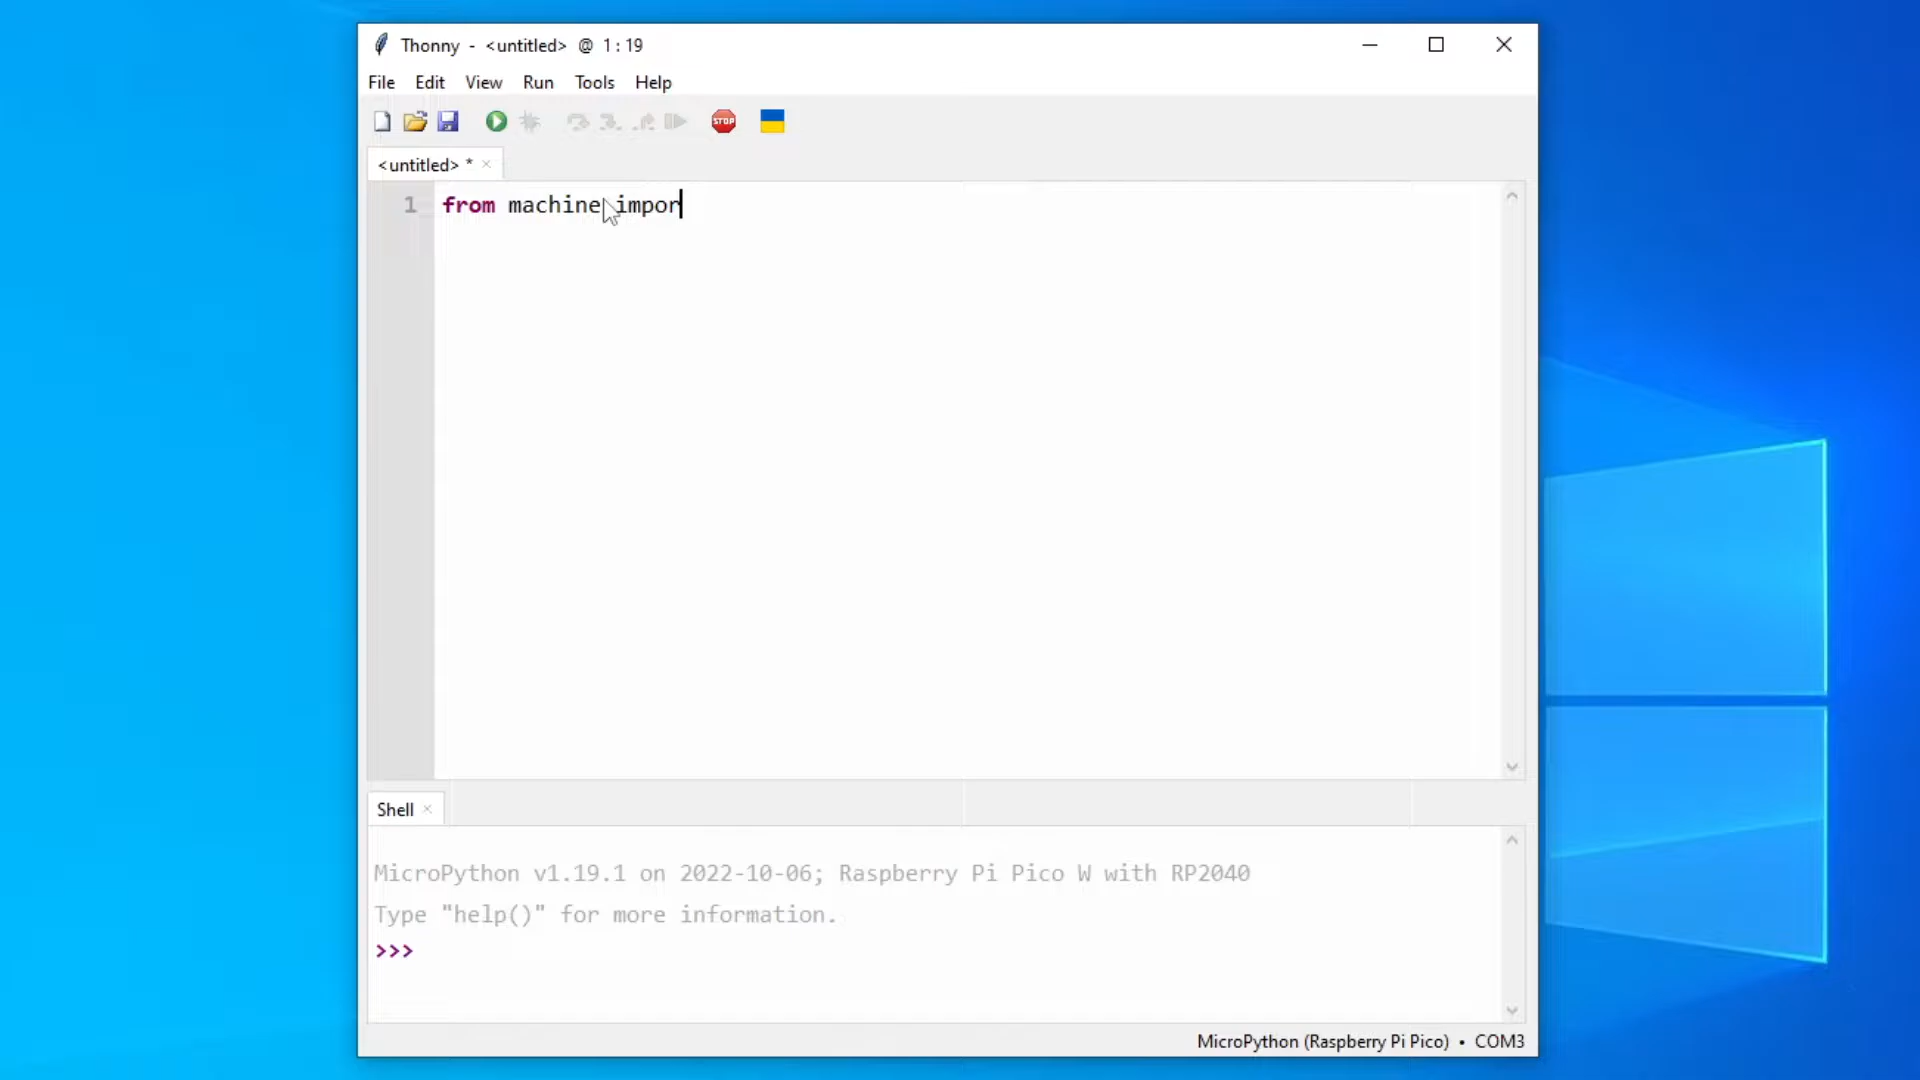 Thonny - <untitled> @ 1:19
File Edit View Run Tools Help
STOP
<untitled> *
1 from machine impor
Shell
MicroPython v1.19.1 on 2022-10-06; Raspberry Pi Pico W with RP2040
Type "help()" for more information.
>>>
MicroPython (Raspberry Pi Pico) • COM3